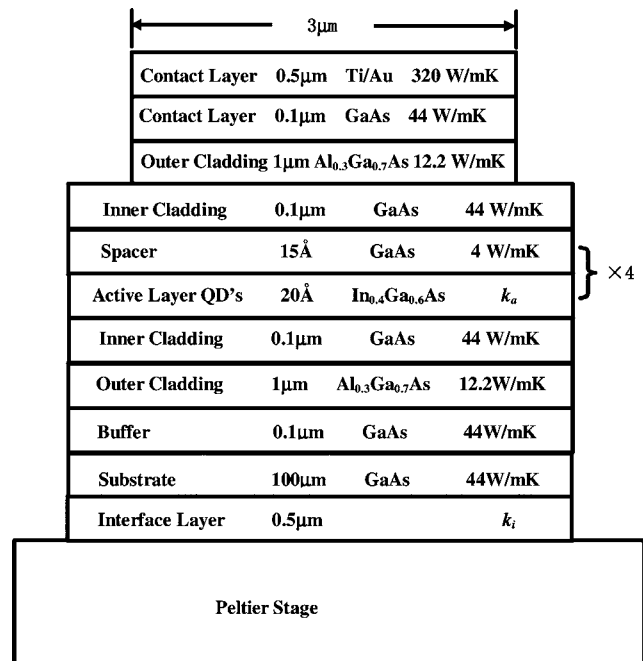 3μm
Contact Layer 0.5μm Ti/Au 320 W/mK
Contact Layer 0.1μm GaAs 44 W/mK
Outer Cladding 1μm Al₀.₃Ga₀.₇As 12.2 W/mK
Inner Cladding 0.1μm GaAs 44 W/mK
Spacer 15Å GaAs 4 W/mK
×4
Active Layer QD's 20Å In₀.₄Ga₀.₆As kₐ
Inner Cladding 0.1μm GaAs 44 W/mK
Outer Cladding 1μm Al₀.₃Ga₀.₇As 12.2W/mK
Buffer 0.1μm GaAs 44W/mK
Substrate 100μm GaAs 44W/mK
Interface Layer 0.5μm kᵢ
Peltier Stage